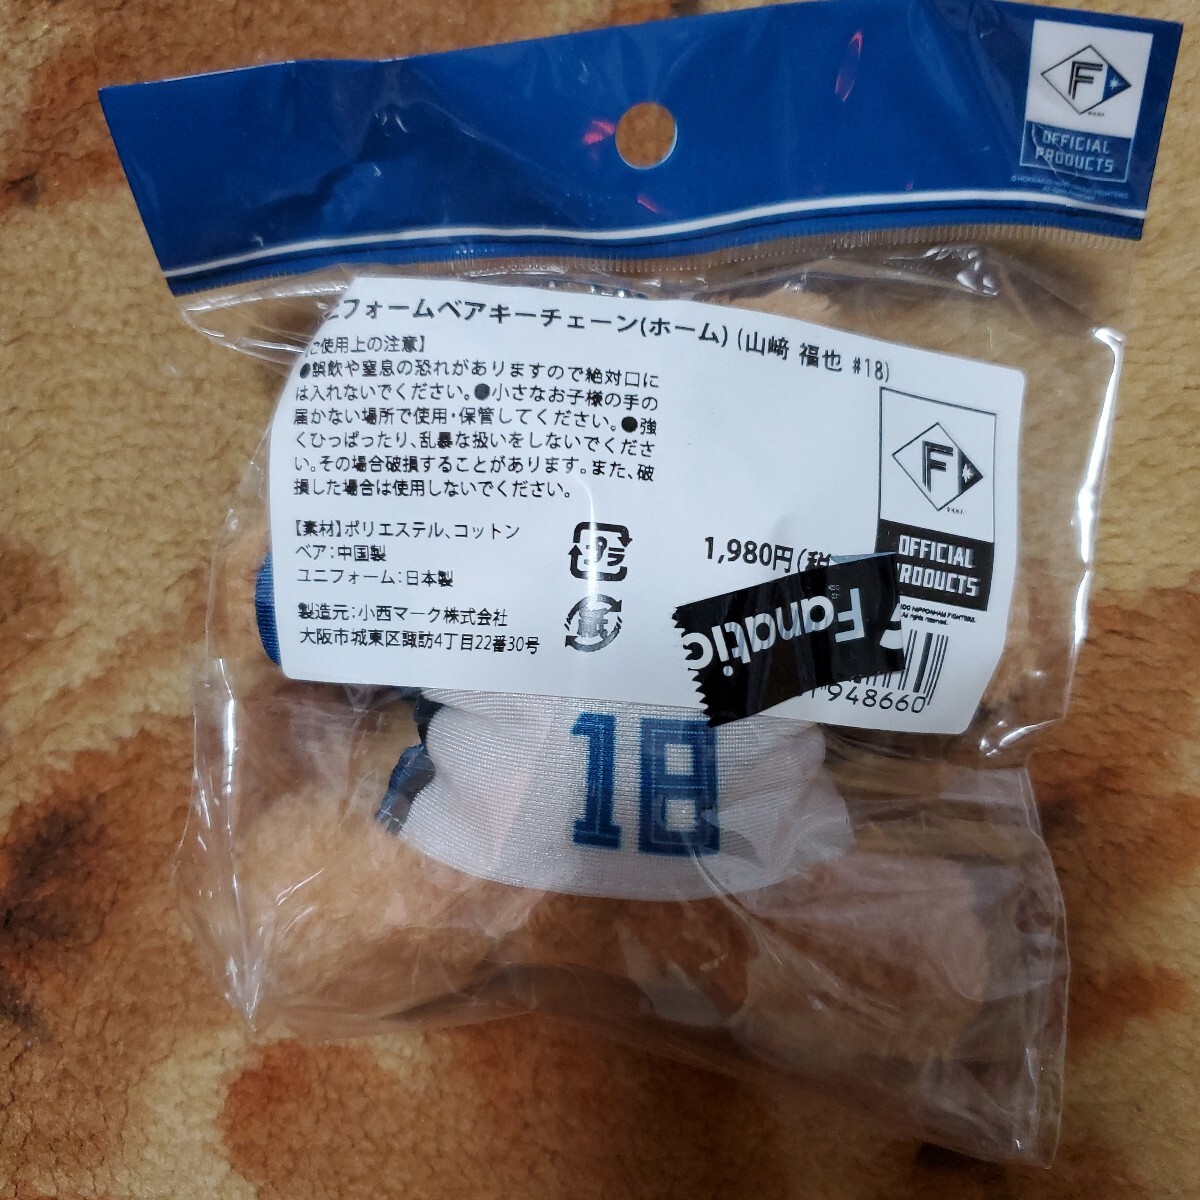 F
OFFICIAL
PRODUCTS
ニフォームベアキーチェーン(ホーム) (山﨑 福也 #18)
ご使用上の注意】
●誤飲や窒息の恐れがありますので絶対口に
は入れないでください。●小さなお子様の手の
届かない場所で使用・保管してください。●強
くひっぱったり、乱暴な扱いをしないでくださ
い。その場合破損することがあります。また、破
損した場合は使用しないでください。
【素材】ポリエステル、コットン
ベア：中国製
ユニフォーム：日本製
製造元：小西マーク株式会社
大阪市城東区諏訪4丁目22番30号
プラ
紙
1,980円(税
F
OFFICIAL
PRODUCTS
NIPPONHAM FIGHTERS.
All rights reserved.
Fanatic
948660
18